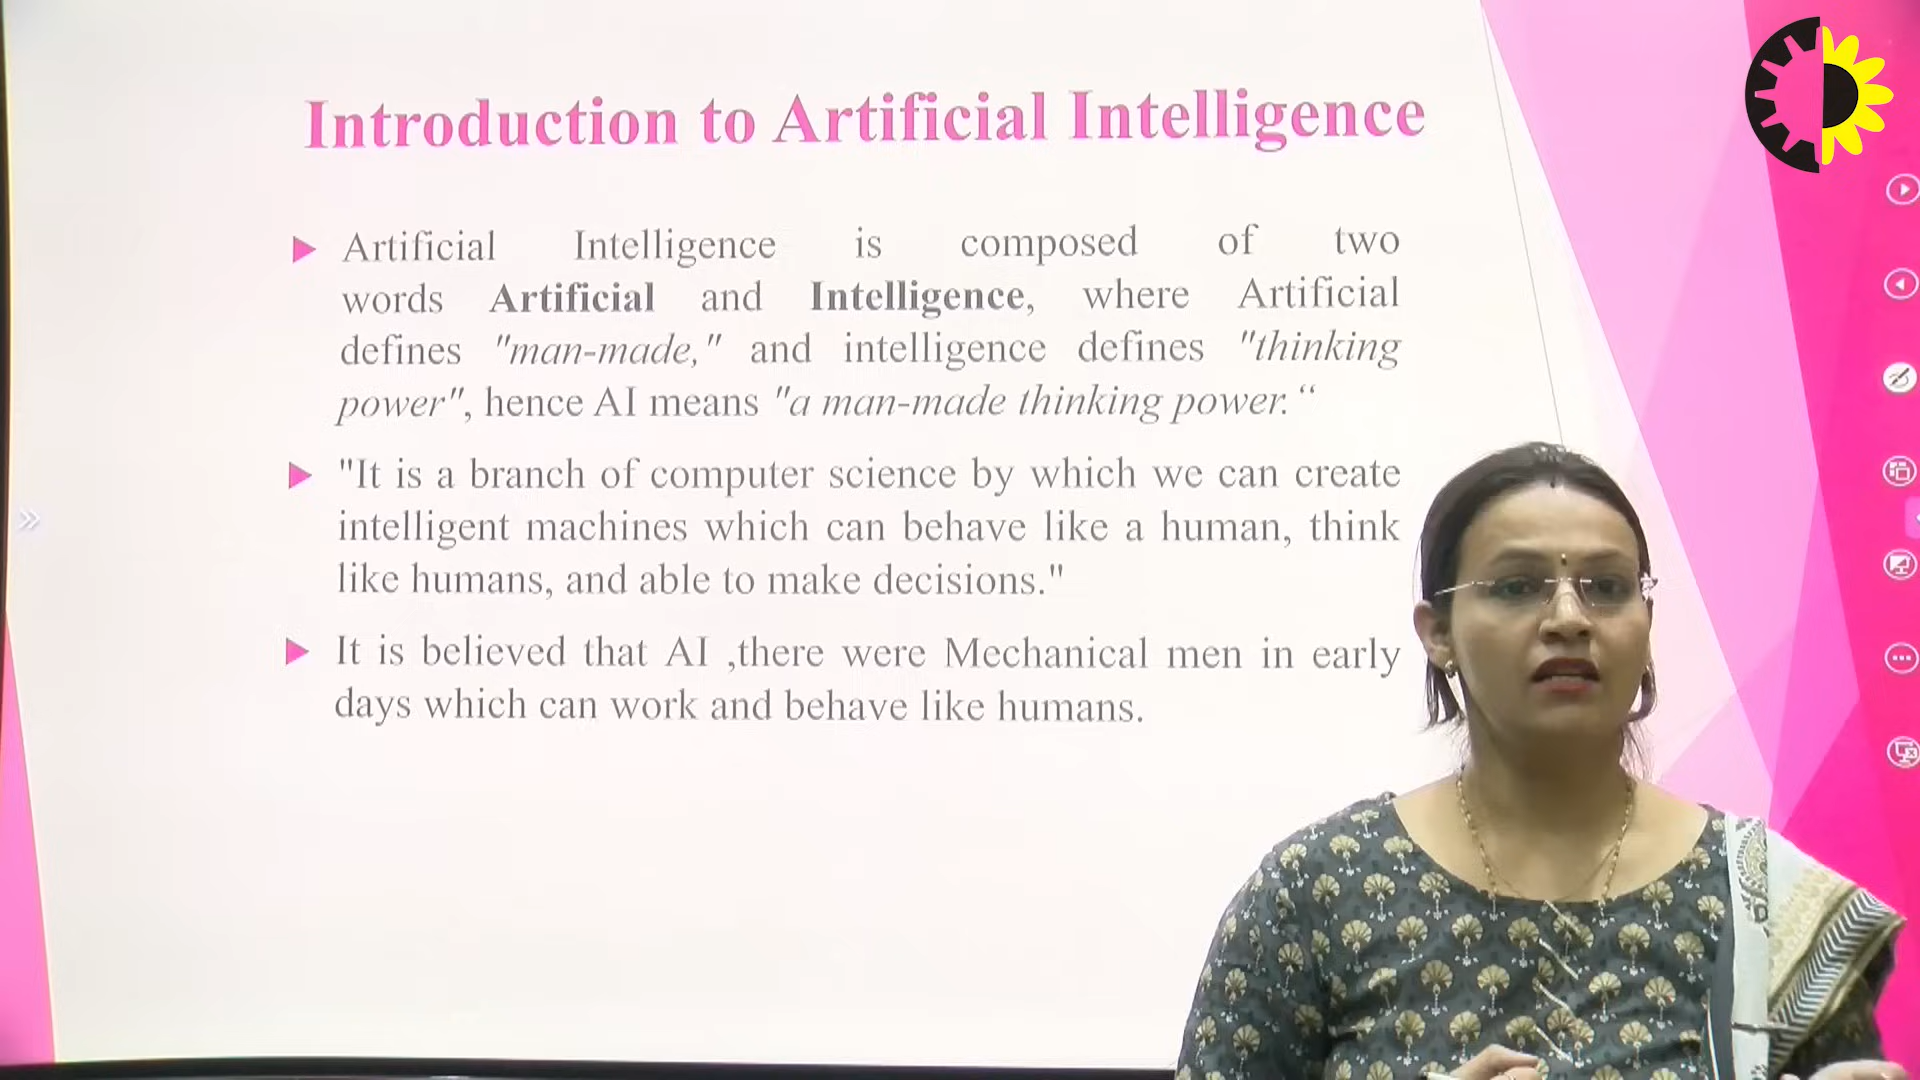 Introduction to Artificial Intelligence
Artificial Intelligence is composed of two
words Artificial and Intelligence, where Artificial
defines "man-made," and intelligence defines "thinking
power", hence AI means "a man-made thinking power.“
"It is a branch of computer science by which we can create
intelligent machines which can behave like a human, think
like humans, and able to make decisions."
It is believed that AI ,there were Mechanical men in early
days which can work and behave like humans.